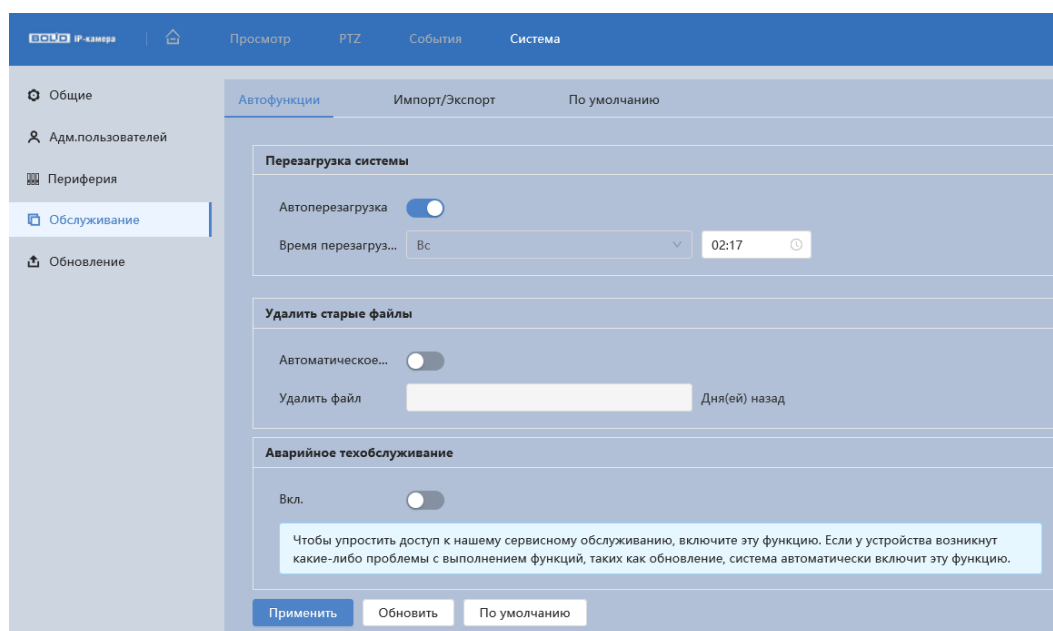 BOLID IP-камера
Просмотр
PTZ
События
Система
Общие
Адм.пользователей
Периферия
Обслуживание
Обновление
Автофункции
Импорт/Экспорт
По умолчанию
Перезагрузка системы
Автоперезагрузка
Время перезагруз...
Вс
02:17
Удалить старые файлы
Автоматическое...
Удалить файл
Дня(ей) назад
Аварийное техобслуживание
Вкл.
Чтобы упростить доступ к нашему сервисному обслуживанию, включите эту функцию. Если у устройства возникнут
какие-либо проблемы с выполнением функций, таких как обновление, система автоматически включит эту функцию.
Применить
Обновить
По умолчанию